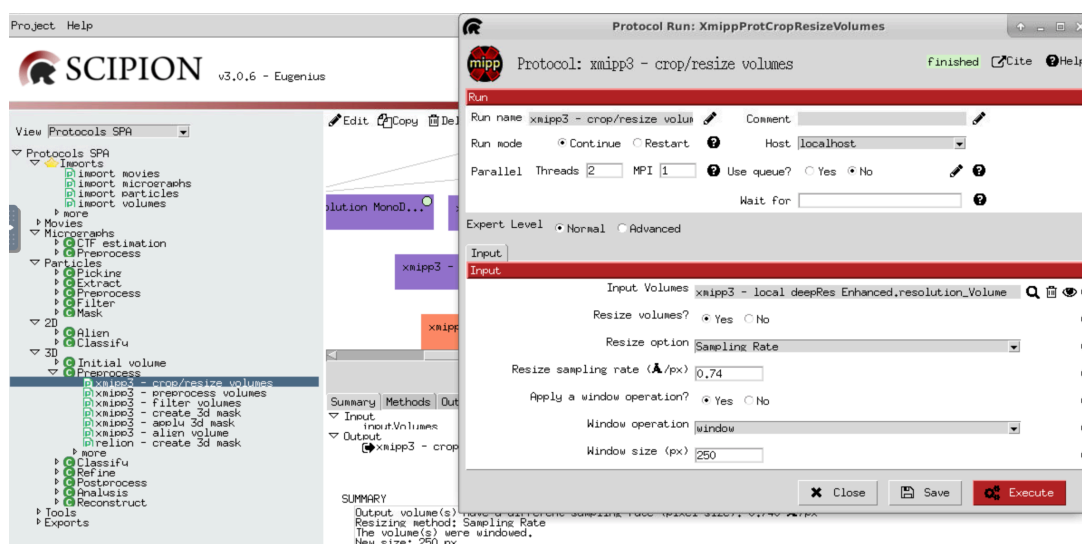 Project Help
SCIPION v3.0.6 - Eugenius
View Protocols SPA
Protocols SPA
Imports
import movies
import micrographs
import particles
import volumes
more
Movies
Micrographs
CTF estimation
Preprocess
Particles
Picking
Extract
Preprocess
Filter
Mask
2D
Align
Classify
3D
Initial volume
Preprocess
xmipp3 - crop/resize volumes
xmipp3 - preprocess volumes
xmipp3 - filter volumes
xmipp3 - create 3d mask
xmipp3 - apply 3d mask
xmipp3 - align volume
relion - create 3d mask
more
Classify
Refine
Postprocess
Analysis
Reconstruct
Tools
Exports
Edit Copy Del
olution MonoD...
xmipp3 -
xmipp
Summary Methods Out
Input
inputVolumes
Output
xmipp3 - crop
SUMMARY
Output volume(s) have a different sampling rate (pixel size): 0.740 Å/px
Resizing method: Sampling Rate
The volume(s) were windowed.
New size: 250 px
Protocol Run: XmippProtCropResizeVolumes
mipp Protocol: xmipp3 - crop/resize volumes finished Cite Help
Run
Run name xmipp3 - crop/resize volum Comment
Run mode Continue Restart Host localhost
Parallel Threads 2 MPI 1 Use queue? Yes No
Wait for
Expert Level Normal Advanced
Input
Input
Input Volumes xmipp3 - local deepRes Enhanced.resolution_Volume
Resize volumes? Yes No
Resize option Sampling Rate
Resize sampling rate (Å/px) 0.74
Apply a window operation? Yes No
Window operation window
Window size (px) 250
Close Save Execute